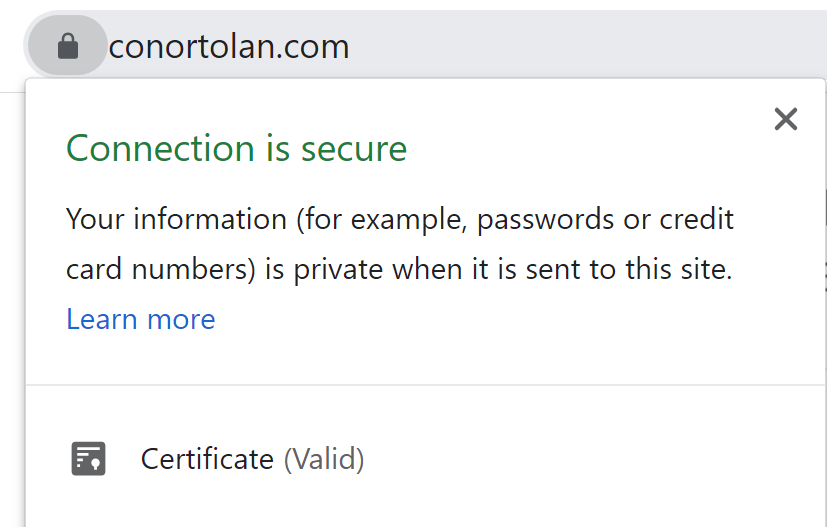 conortolan.com
Connection is secure
Your information (for example, passwords or credit
card numbers) is private when it is sent to this site.
Learn more
Certificate (Valid)